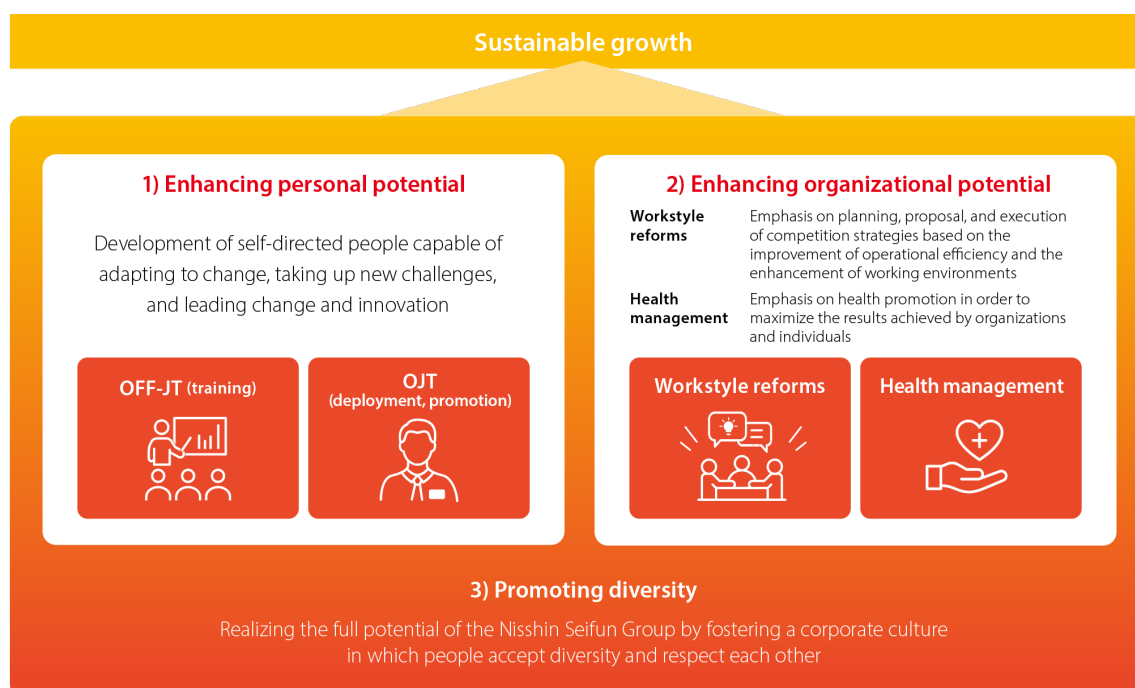 Sustainable growth
1) Enhancing personal potential
Development of self-directed people capable of
adapting to change, taking up new challenges,
and leading change and innovation
OFF-JT (training)
OJT
(deployment, promotion)
2) Enhancing organizational potential
Workstyle
reforms
Emphasis on planning, proposal, and execution
of competition strategies based on the
improvement of operational efficiency and the
enhancement of working environments
Health
management
Emphasis on health promotion in order to
maximize the results achieved by organizations
and individuals
Workstyle reforms
Health management
3) Promoting diversity
Realizing the full potential of the Nisshin Seifun Group by fostering a corporate culture
in which people accept diversity and respect each other